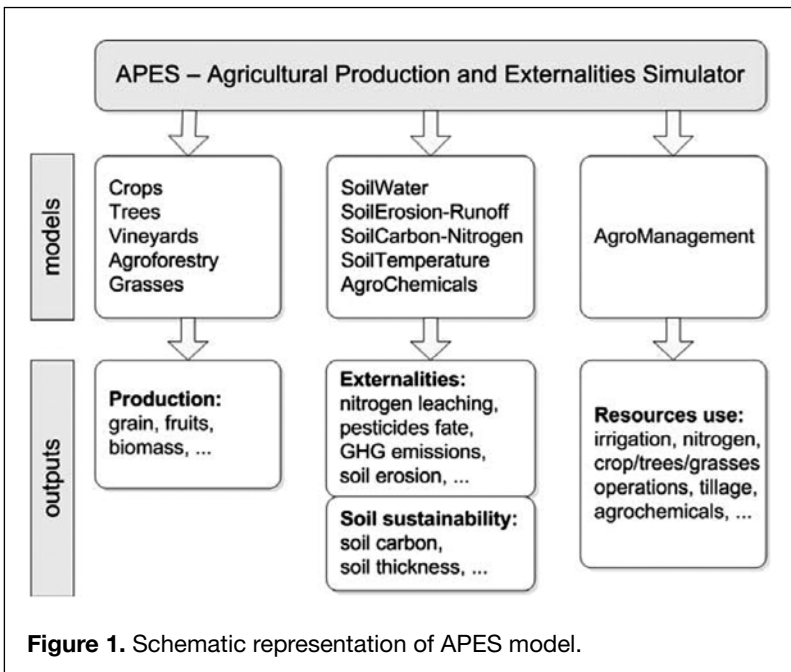 APES – Agricultural Production and Externalities Simulator
models
Crops
Trees
Vineyards
Agroforestry
Grasses
SoilWater
SoilErosion-Runoff
SoilCarbon-Nitrogen
SoilTemperature
AgroChemicals
AgroManagement
outputs
Production:
grain, fruits,
biomass, ...
Externalities:
nitrogen leaching,
pesticides fate,
GHG emissions,
soil erosion, ...
Soil sustainability:
soil carbon,
soil thickness, ...
Resources use:
irrigation, nitrogen,
crop/trees/grasses
operations, tillage,
agrochemicals, ...
Figure 1. Schematic representation of APES model.